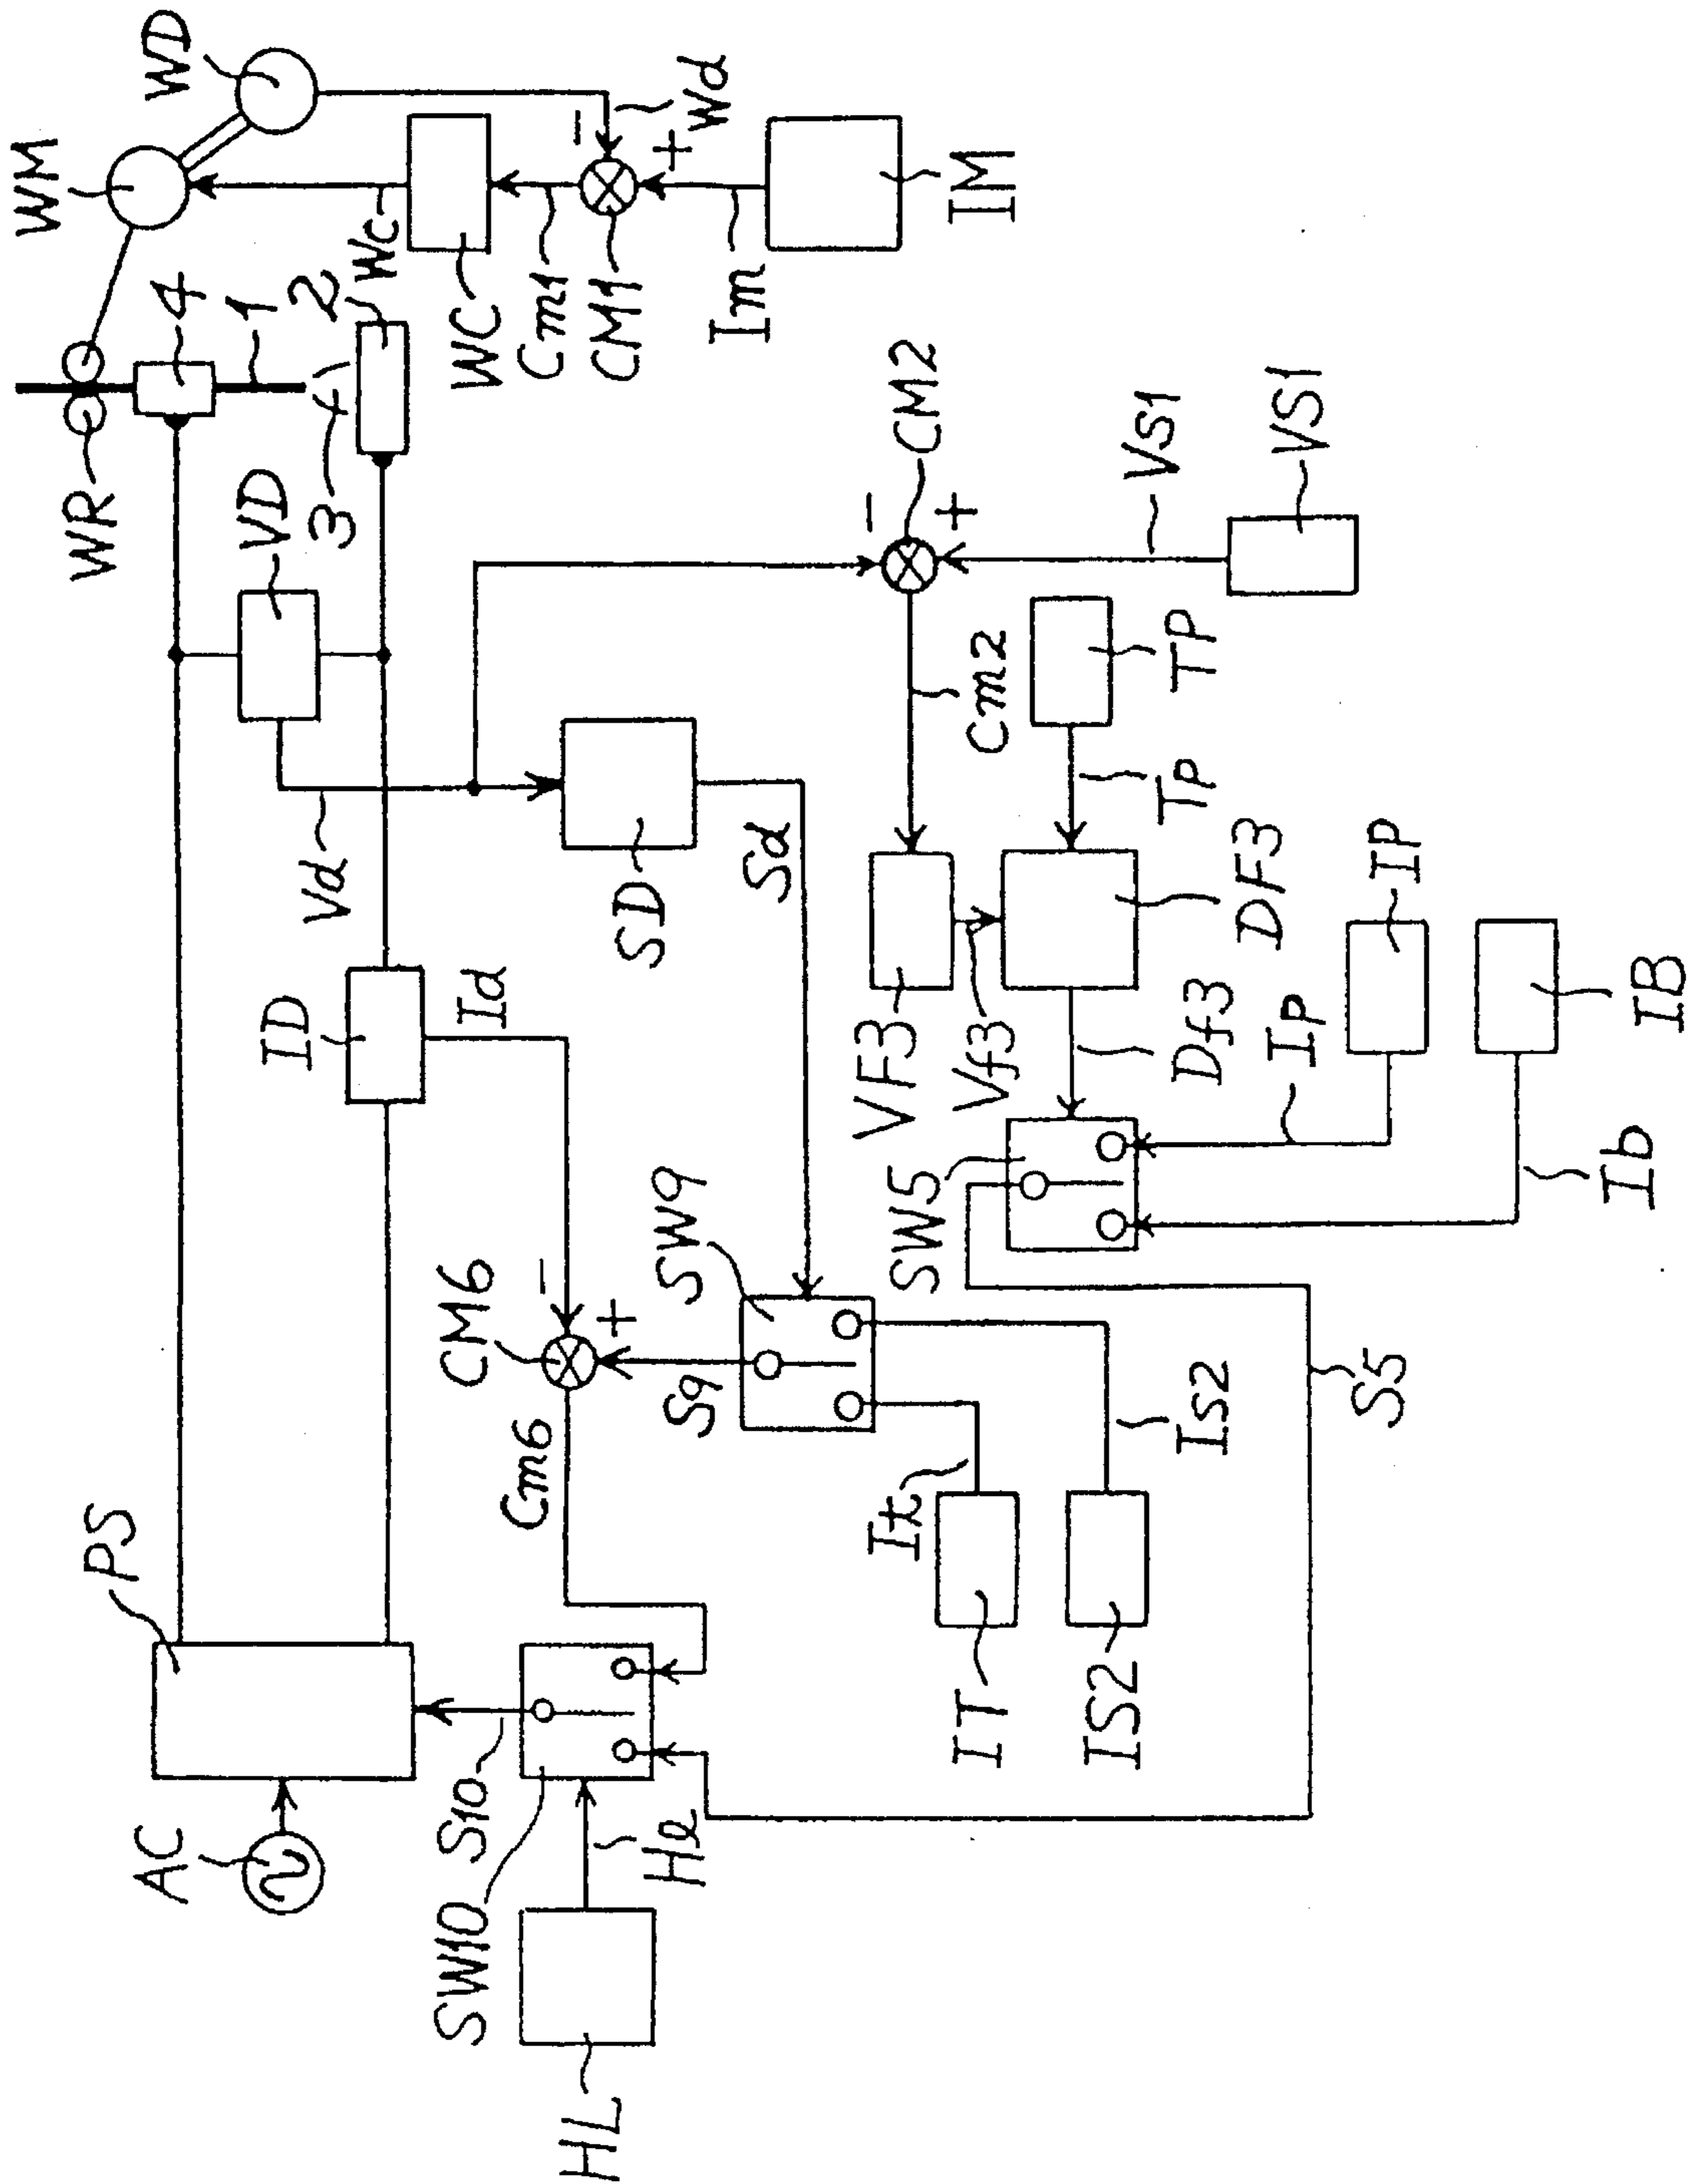 AC
PS
ID
VD
WR
4
1
2
3
WM
WD
Wd
Wc
WC
Cm1
CM1
Im
IM
−
+
Vd
Id
SD
Sd
CM2
−
+
Vs1
VS1
Cm2
TP
Tp
VF3
Vf3
DF3
Df3
IP
Ip
IB
Ib
SW5
S5
CM6
−
+
Cm6
SW9
S9
It
IT
Is2
IS2
S10
SW10
Hl
HL